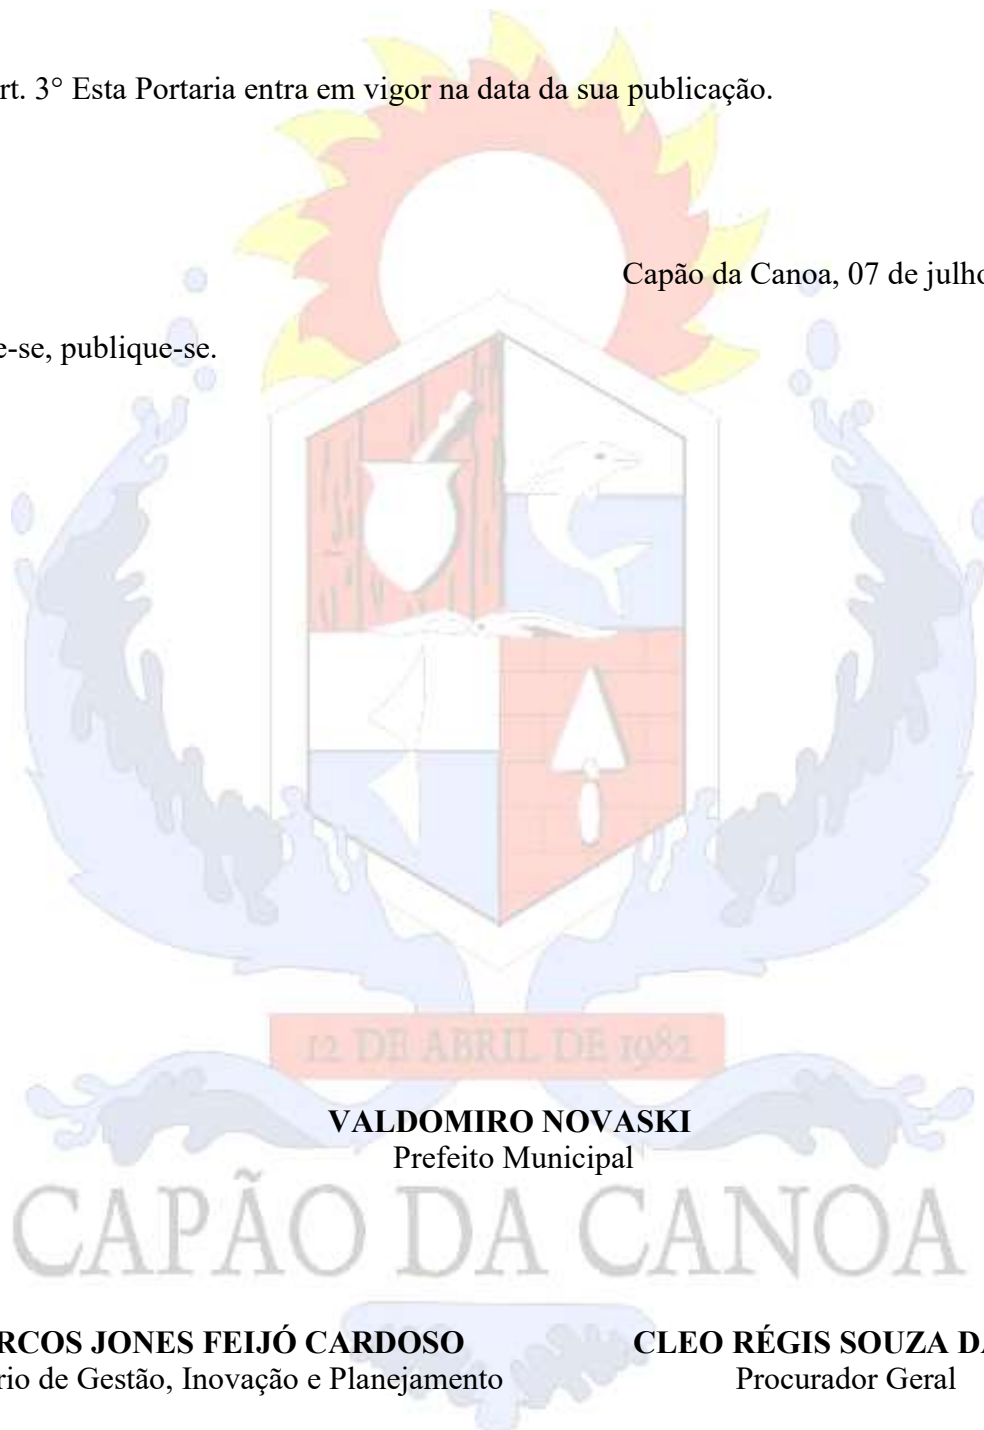 rt. 3° Esta Portaria entra em vigor na data da sua publicação.
Capão da Canoa, 07 de julho
e-se, publique-se.
12 DE ABRIL DE 1982
VALDOMIRO NOVASKI
Prefeito Municipal
CAPÃO DA CANOA
RCOS JONES FEIJÓ CARDOSO
CLEO RÉGIS SOUZA DA
rio de Gestão, Inovação e Planejamento
Procurador Geral